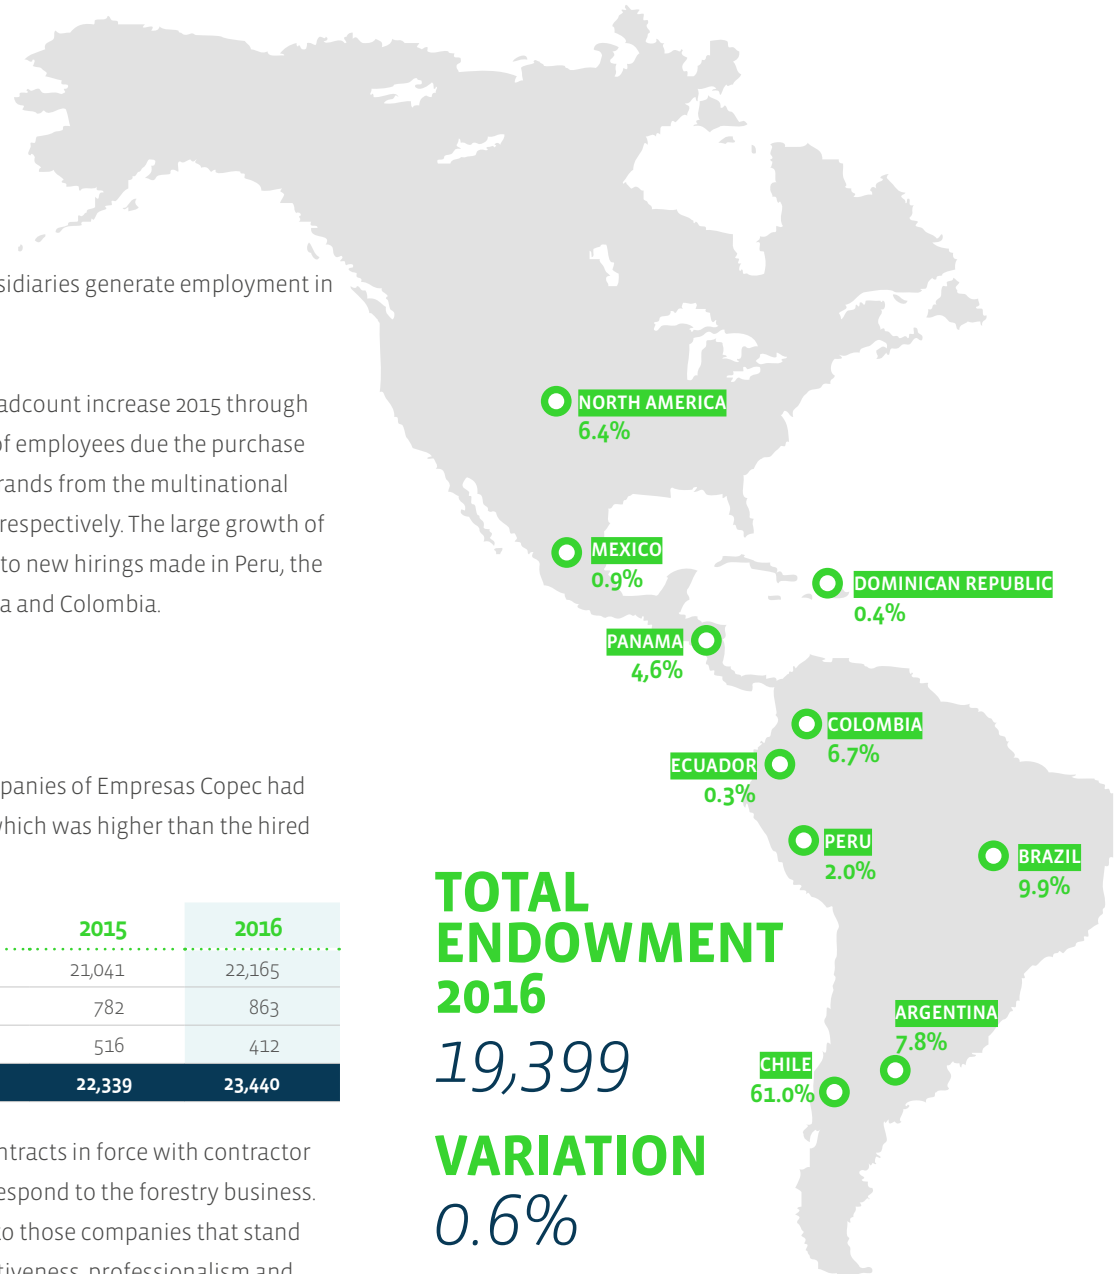 sidiaries generate employment in
adcount increase 2015 through
of employees due the purchase
rands from the multinational
respectively. The large growth of
to new hirings made in Peru, the
a and Colombia.
panies of Empresas Copec had
which was higher than the hired
2015 2016
21,041 22,165
782 863
516 412
22,339 23,440
ntracts in force with contractor
espond to the forestry business.
to those companies that stand
tiveness, professionalism and
NORTH AMERICA
6.4%
MEXICO
0.9%
DOMINICAN REPUBLIC
0.4%
PANAMA
4,6%
COLOMBIA
6.7%
ECUADOR
0.3%
PERU
2.0%
BRAZIL
9.9%
ARGENTINA
7.8%
CHILE
61.0%
TOTAL
ENDOWMENT
2016
19,399
VARIATION
0.6%